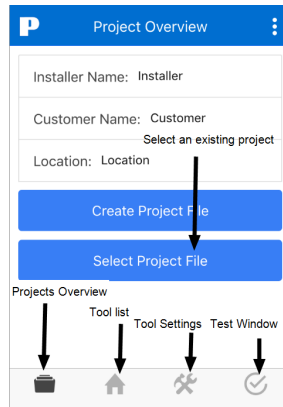 P Project Overview
Installer Name: Installer
Customer Name: Customer
Select an existing project
Location: Location
Create Project File
Select Project File
Projects Overview
Tool list
Tool Settings Test Window